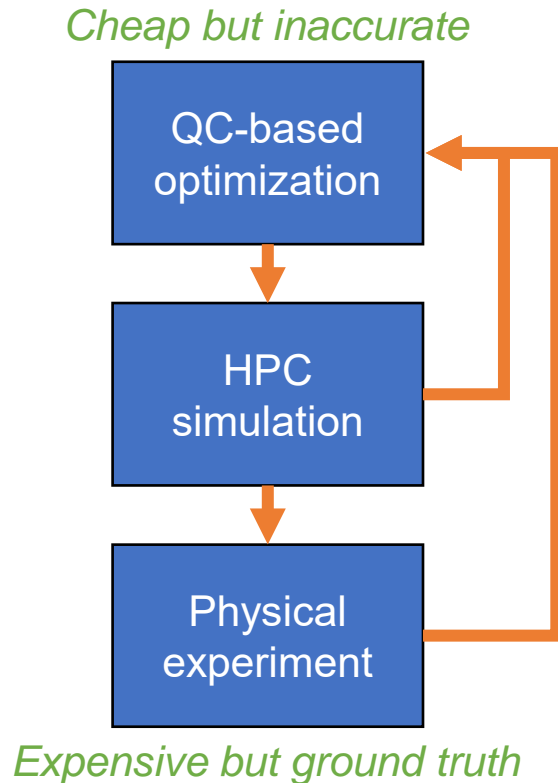 Cheap but inaccurate
QC-based
optimization
HPC
simulation
Physical
experiment
Expensive but ground truth